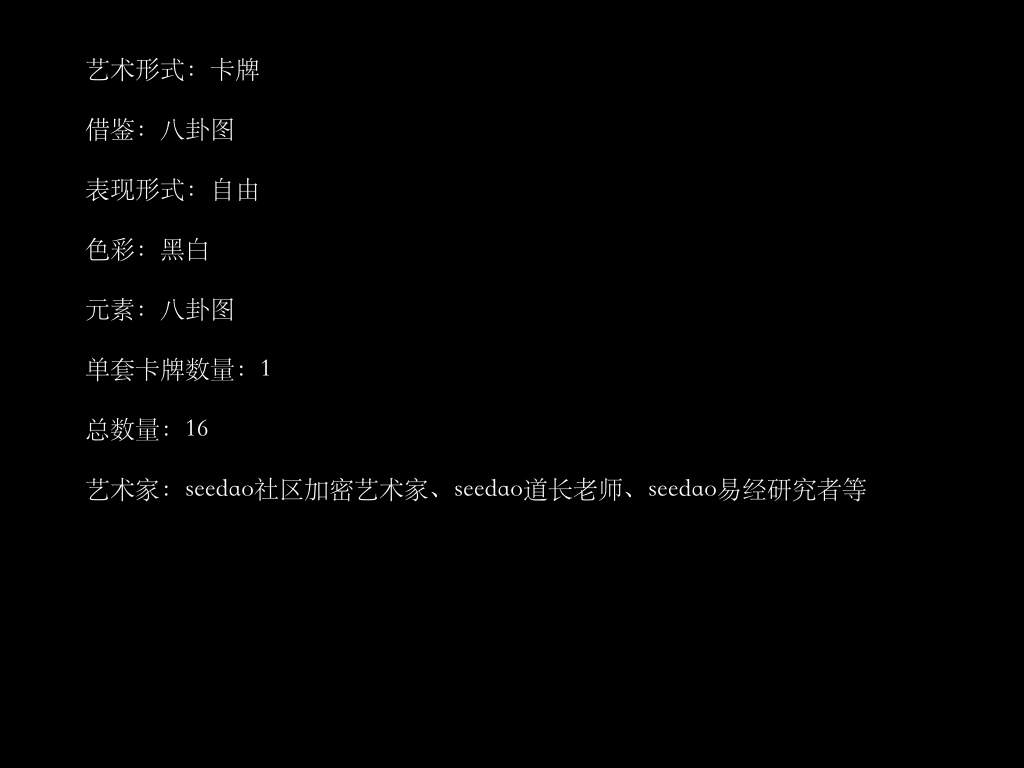 艺术形式：卡牌
借鉴：八卦图
表现形式：自由
色彩：黑白
元素：八卦图
单套卡牌数量：1
总数量：16
艺术家：seedao社区加密艺术家、seedao道长老师、seedao易经研究者等